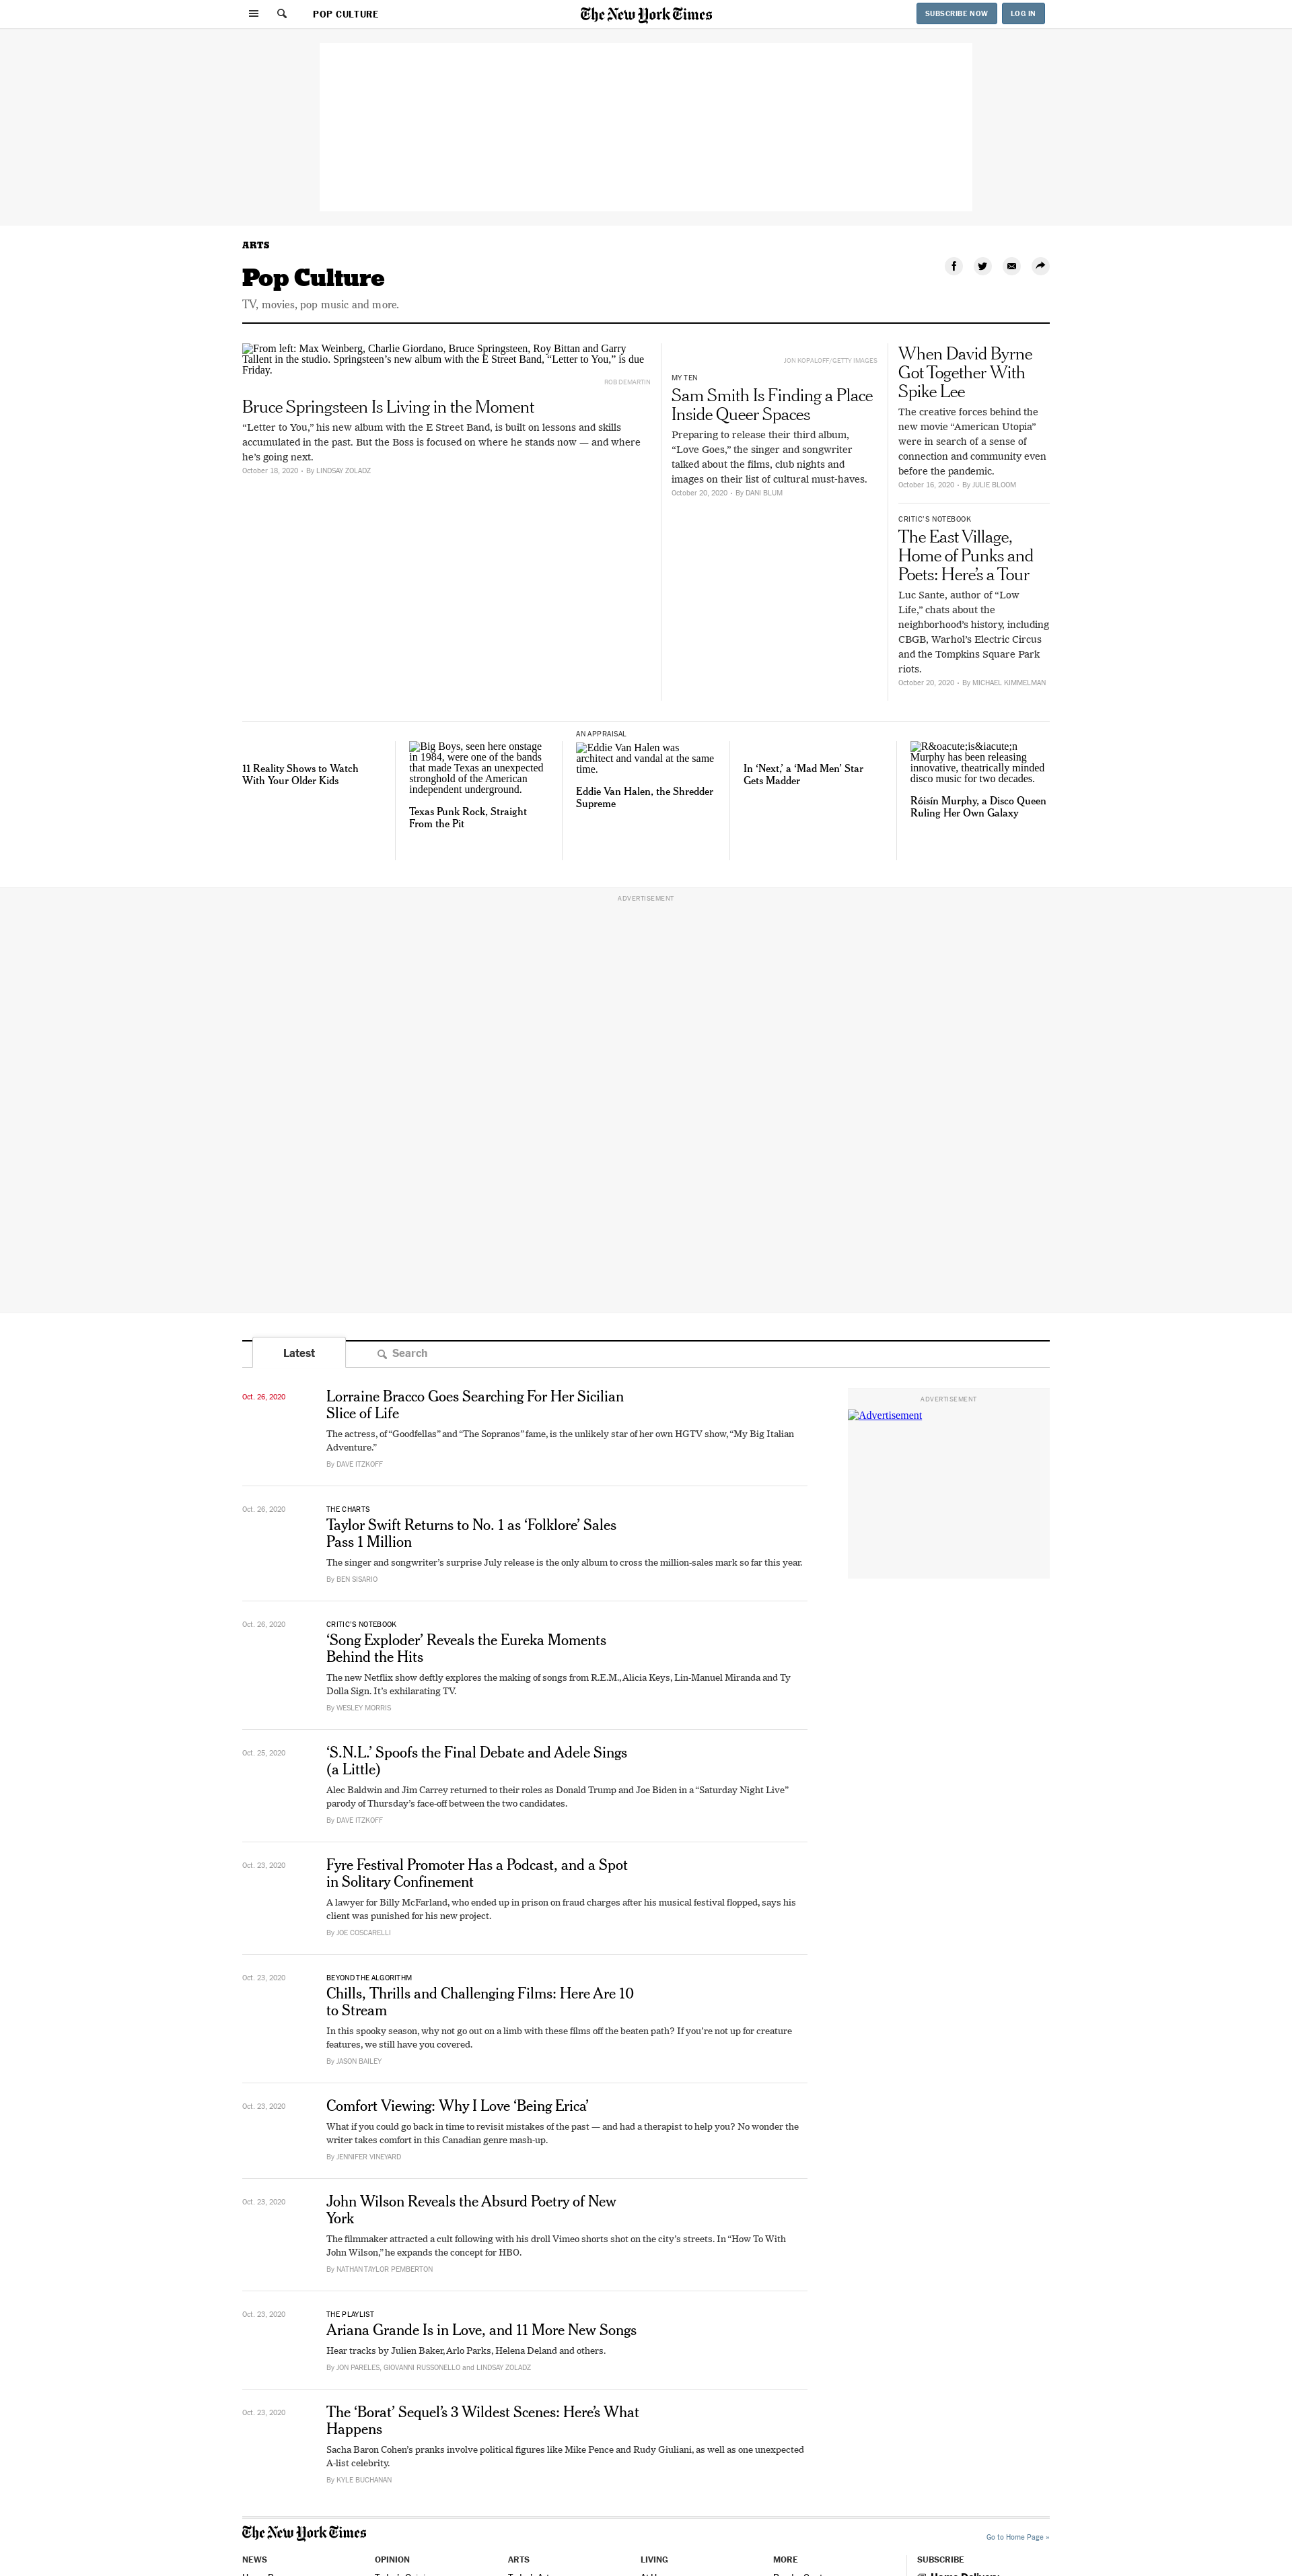 POP CULTURE
The New York Times
SUBSCRIBE NOW
LOG IN
ARTS
Pop Culture
TV, movies, pop music and more.
From left: Max Weinberg, Charlie Giordano, Bruce Springsteen, Roy Bittan and Garry
Tallent in the studio. Springsteen's new album with the E Street Band, “Letter to You,” is due
Friday.
ROB DEMARTIN
Bruce Springsteen Is Living in the Moment
“Letter to You,” his new album with the E Street Band, is built on lessons and skills
accumulated in the past. But the Boss is focused on where he stands now — and where
he’s going next.
October 18, 2020 - By LINDSAY ZOLADZ
JON KOPALOFF/GETTY IMAGES
MY TEN
Sam Smith Is Finding a Place
Inside Queer Spaces
Preparing to release their third album,
“Love Goes,” the singer and songwriter
talked about the films, club nights and
images on their list of cultural must-haves.
October 20, 2020 - By DANI BLUM
When David Byrne
Got Together With
Spike Lee
The creative forces behind the
new movie “American Utopia”
were in search of a sense of
connection and community even
before the pandemic.
October 16, 2020 - By JULIE BLOOM
CRITIC’S NOTEBOOK
The East Village,
Home of Punks and
Poets: Here’s a Tour
Luc Sante, author of “Low
Life,” chats about the
neighborhood’s history, including
CBGB, Warhol’s Electric Circus
and the Tompkins Square Park
riots.
October 20, 2020 - By MICHAEL KIMMELMAN
11 Reality Shows to Watch
With Your Older Kids
Big Boys, seen here onstage
in 1984, were one of the bands
that made Texas an unexpected
stronghold of the American
independent underground.
Texas Punk Rock, Straight
From the Pit
AN APPRAISAL
Eddie Van Halen was
architect and vandal at the same
time.
Eddie Van Halen, the Shredder
Supreme
In ‘Next,’ a ‘Mad Men’ Star
Gets Madder
R&oacute;is&iacute;n
Murphy has been releasing
innovative, theatrically minded
disco music for two decades.
Róisín Murphy, a Disco Queen
Ruling Her Own Galaxy
ADVERTISEMENT
Latest
Search
Oct. 26, 2020
Lorraine Bracco Goes Searching For Her Sicilian
Slice of Life
The actress, of “Goodfellas” and “The Sopranos” fame, is the unlikely star of her own HGTV show, “My Big Italian
Adventure.”
By DAVE ITZKOFF
ADVERTISEMENT
Advertisement
Oct. 26, 2020
THE CHARTS
Taylor Swift Returns to No. 1 as ‘Folklore’ Sales
Pass 1 Million
The singer and songwriter’s surprise July release is the only album to cross the million-sales mark so far this year.
By BEN SISARIO
Oct. 26, 2020
CRITIC’S NOTEBOOK
‘Song Exploder’ Reveals the Eureka Moments
Behind the Hits
The new Netflix show deftly explores the making of songs from R.E.M., Alicia Keys, Lin-Manuel Miranda and Ty
Dolla Sign. It’s exhilarating TV.
By WESLEY MORRIS
Oct. 25, 2020
‘S.N.L.’ Spoofs the Final Debate and Adele Sings
(a Little)
Alec Baldwin and Jim Carrey returned to their roles as Donald Trump and Joe Biden in a “Saturday Night Live”
parody of Thursday’s face-off between the two candidates.
By DAVE ITZKOFF
Oct. 23, 2020
Fyre Festival Promoter Has a Podcast, and a Spot
in Solitary Confinement
A lawyer for Billy McFarland, who ended up in prison on fraud charges after his musical festival flopped, says his
client was punished for his new project.
By JOE COSCARELLI
Oct. 23, 2020
BEYOND THE ALGORITHM
Chills, Thrills and Challenging Films: Here Are 10
to Stream
In this spooky season, why not go out on a limb with these films off the beaten path? If you’re not up for creature
features, we still have you covered.
By JASON BAILEY
Oct. 23, 2020
Comfort Viewing: Why I Love ‘Being Erica’
What if you could go back in time to revisit mistakes of the past — and had a therapist to help you? No wonder the
writer takes comfort in this Canadian genre mash-up.
By JENNIFER VINEYARD
Oct. 23, 2020
John Wilson Reveals the Absurd Poetry of New
York
The filmmaker attracted a cult following with his droll Vimeo shorts shot on the city’s streets. In “How To With
John Wilson,” he expands the concept for HBO.
By NATHAN TAYLOR PEMBERTON
Oct. 23, 2020
THE PLAYLIST
Ariana Grande Is in Love, and 11 More New Songs
Hear tracks by Julien Baker, Arlo Parks, Helena Deland and others.
By JON PARELES, GIOVANNI RUSSONELLO and LINDSAY ZOLADZ
Oct. 23, 2020
The ‘Borat’ Sequel’s 3 Wildest Scenes: Here’s What
Happens
Sacha Baron Cohen’s pranks involve political figures like Mike Pence and Rudy Giuliani, as well as one unexpected
A-list celebrity.
By KYLE BUCHANAN
The New York Times
Go to Home Page »
NEWS
OPINION
ARTS
LIVING
MORE
SUBSCRIBE